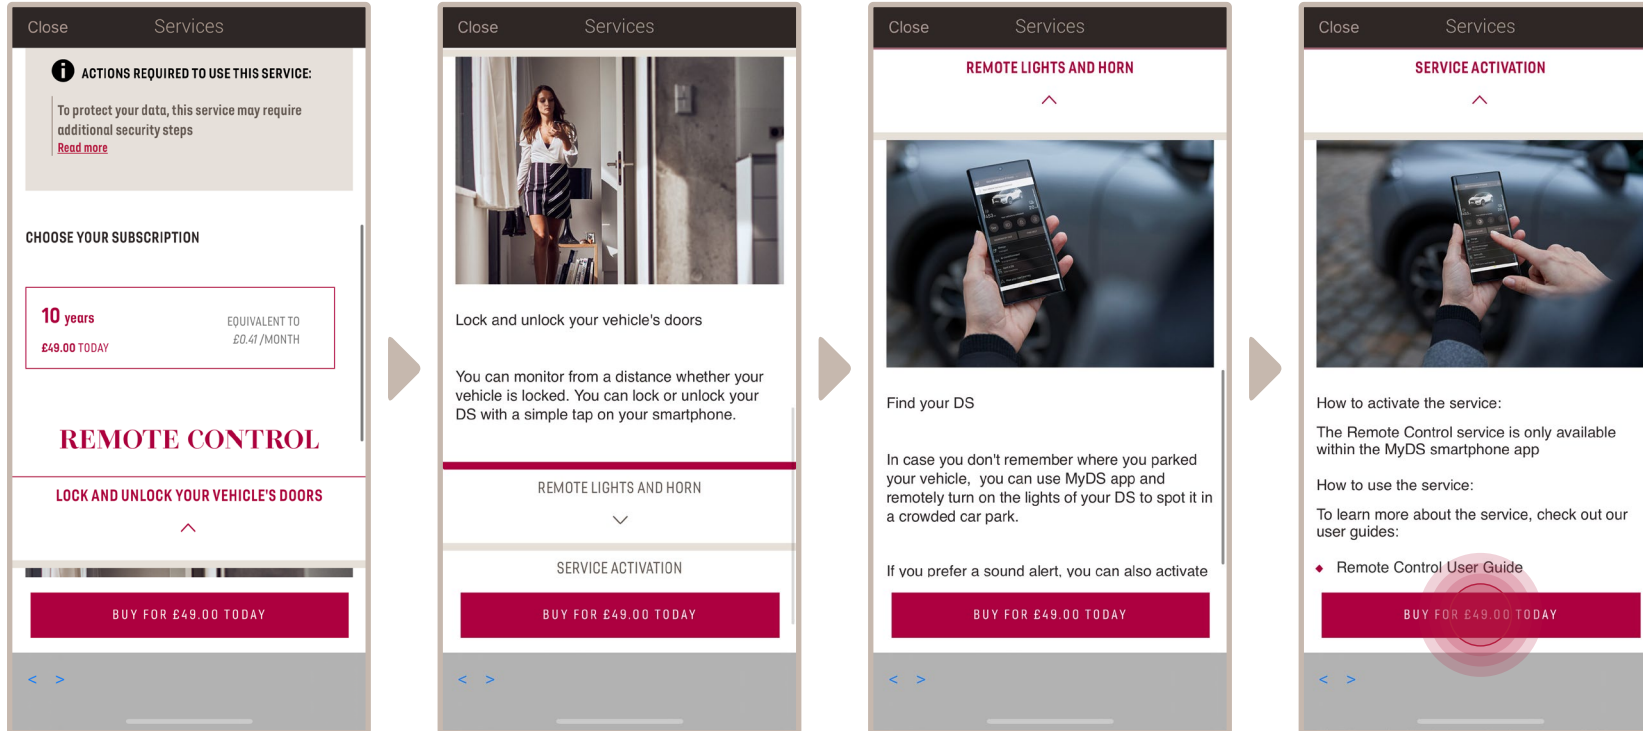 Close Services
ACTIONS REQUIRED TO USE THIS SERVICE:
To protect your data, this service may require
additional security steps
Read more
CHOOSE YOUR SUBSCRIPTION
10 years
£49.00 TODAY
EQUIVALENT TO
£0.41 /MONTH
REMOTE CONTROL
LOCK AND UNLOCK YOUR VEHICLE'S DOORS
BUY FOR £49.00 TODAY
< >
Close Services
Lock and unlock your vehicle's doors
You can monitor from a distance whether your
vehicle is locked. You can lock or unlock your
DS with a simple tap on your smartphone.
REMOTE LIGHTS AND HORN
SERVICE ACTIVATION
BUY FOR £49.00 TODAY
< >
Close Services
REMOTE LIGHTS AND HORN
Find your DS
In case you don't remember where you parked
your vehicle, you can use MyDS app and
remotely turn on the lights of your DS to spot it in
a crowded car park.
If you prefer a sound alert, you can also activate
BUY FOR £49.00 TODAY
< >
Close Services
SERVICE ACTIVATION
How to activate the service:
The Remote Control service is only available
within the MyDS smartphone app
How to use the service:
To learn more about the service, check out our
user guides:
Remote Control User Guide
BUY FOR £49.00 TODAY
< >